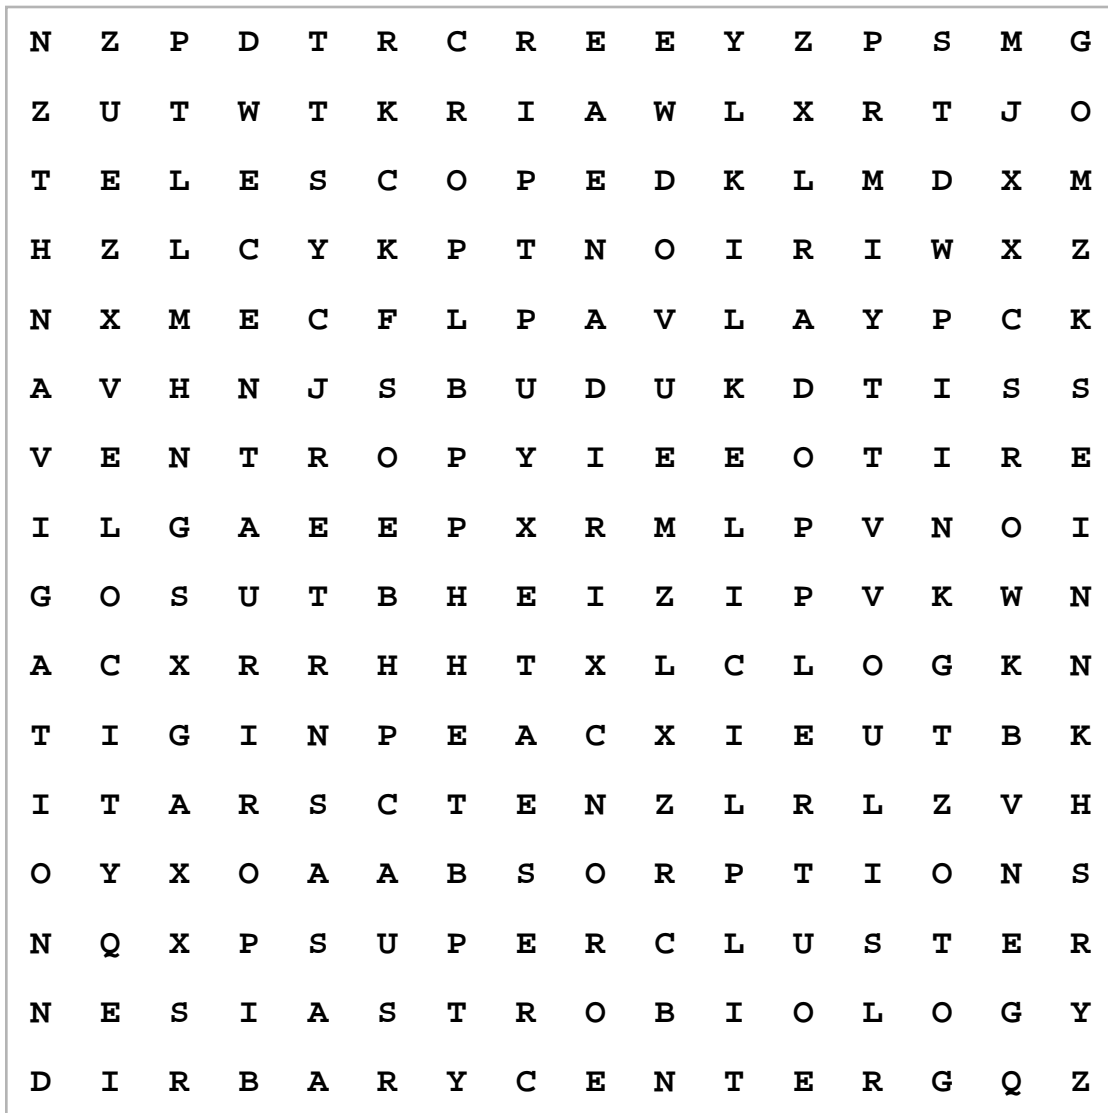 N Z P D T R C R E E Y Z P S M G
Z U T W T K R I A W L X R T J O
T E L E S C O P E D K L M D X M
H Z L C Y K P T N O I R I W X Z
N X M E C F L P A V L A Y P C K
A V H N J S B U D U K D T I S S
V E N T R O P Y I E E O T I R E
I L G A E E P X R M L P V N O I
G O S U T B H E I Z I P V K W N
A C X R R H H T X L C L O G K N
T I G I N P E A C X I E U T B K
I T A R S C T E N Z L R L Z V H
O Y X O A A B S O R P T I O N S
N Q X P S U P E R C L U S T E R
N E S I A S T R O B I O L O G Y
D I R B A R Y C E N T E R G Q Z